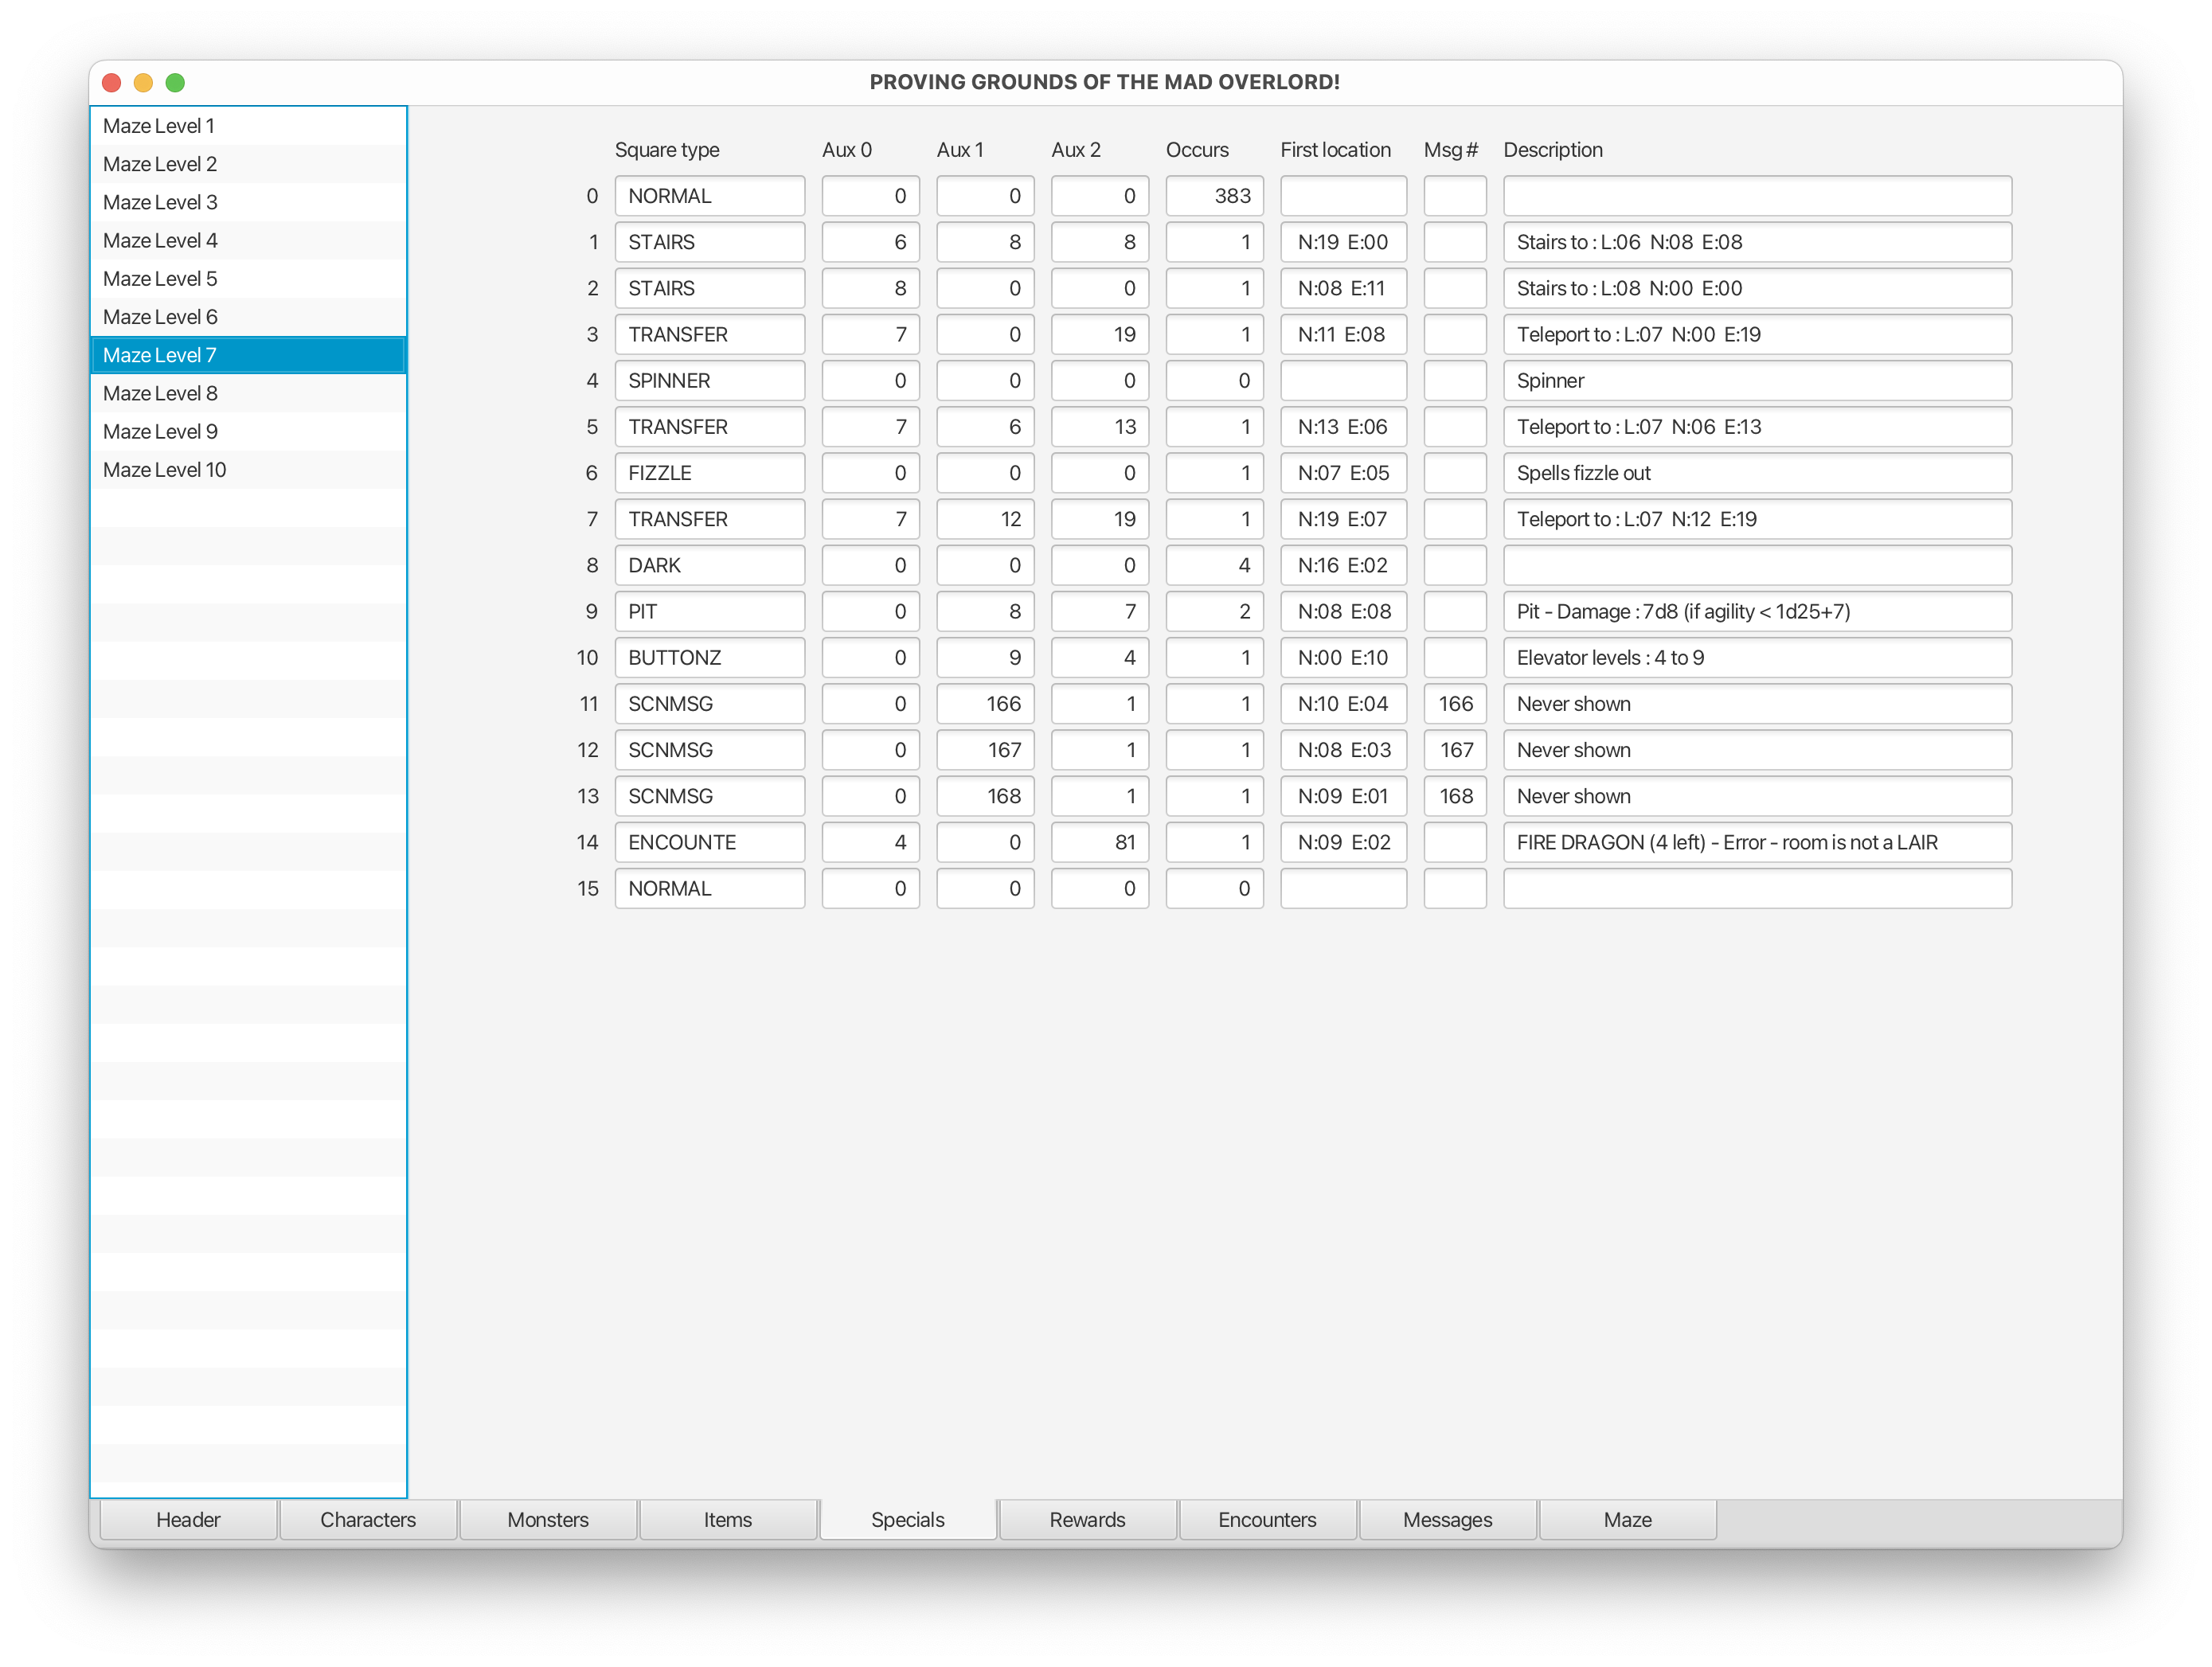 PROVING GROUNDS OF THE MAD OVERLORD!
Maze Level 1
Maze Level 2
Maze Level 3
Maze Level 4
Maze Level 5
Maze Level 6
Maze Level 7
Maze Level 8
Maze Level 9
Maze Level 10
Square type Aux 0 Aux 1 Aux 2 Occurs First location Msg # Description
0 NORMAL 0 0 0 383
1 STAIRS 6 8 8 1 N:19 E:00 Stairs to : L:06 N:08 E:08
2 STAIRS 8 0 0 1 N:08 E:11 Stairs to : L:08 N:00 E:00
3 TRANSFER 7 0 19 1 N:11 E:08 Teleport to : L:07 N:00 E:19
4 SPINNER 0 0 0 0 Spinner
5 TRANSFER 7 6 13 1 N:13 E:06 Teleport to : L:07 N:06 E:13
6 FIZZLE 0 0 0 1 N:07 E:05 Spells fizzle out
7 TRANSFER 7 12 19 1 N:19 E:07 Teleport to : L:07 N:12 E:19
8 DARK 0 0 0 4 N:16 E:02
9 PIT 0 8 7 2 N:08 E:08 Pit - Damage : 7d8 (if agility < 1d25+7)
10 BUTTONZ 0 9 4 1 N:00 E:10 Elevator levels : 4 to 9
11 SCNMSG 0 166 1 1 N:10 E:04 166 Never shown
12 SCNMSG 0 167 1 1 N:08 E:03 167 Never shown
13 SCNMSG 0 168 1 1 N:09 E:01 168 Never shown
14 ENCOUNTE 4 0 81 1 N:09 E:02 FIRE DRAGON (4 left) - Error - room is not a LAIR
15 NORMAL 0 0 0 0
Header Characters Monsters Items Specials Rewards Encounters Messages Maze